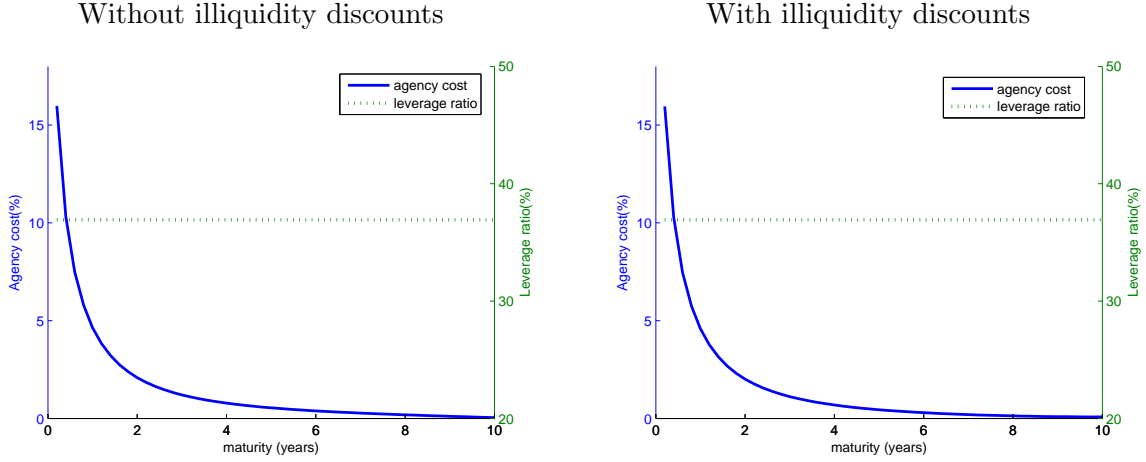 Without illiquidity discounts
With illiquidity discounts
agency cost
leverage ratio
15
10
5
0
Agency cost(%)
50
40
30
20
Leverage ratio(%)
0 2 4 6 8 10
maturity (years)
agency cost
leverage ratio
15
10
5
0
Agency cost(%)
50
40
30
20
Leverage ratio(%)
0 2 4 6 8 10
maturity (years)